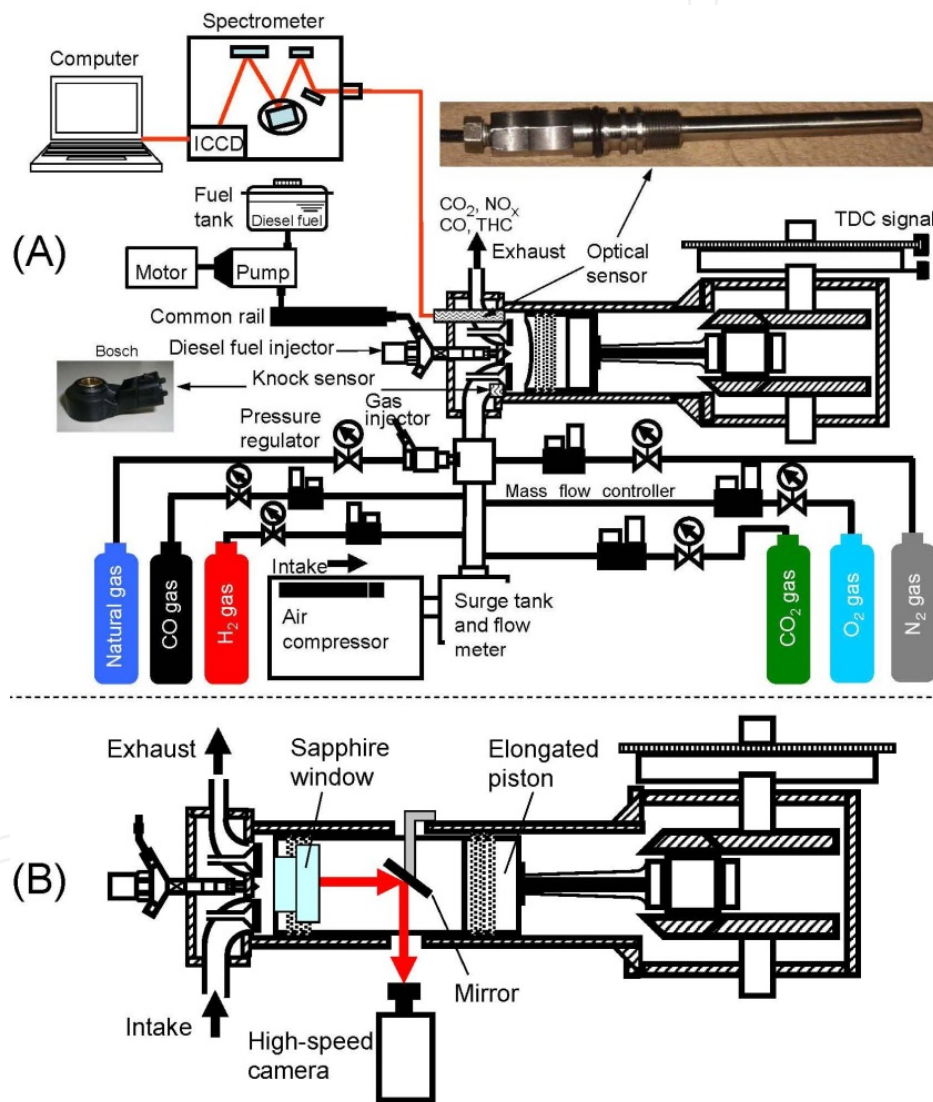 Spectrometer
Computer
ICCD
Fuel
tank
Diesel fuel
CO₂, NOₓ
CO, THC
Exhaust
Optical
sensor
TDC signal
(A)
Motor
Pump
Common rail
Diesel fuel injector
Bosch
Knock sensor
Gas
injector
Pressure
regulator
Mass flow controller
Intake
Air
compressor
Surge tank
and flow
meter
Natural gas
CO gas
H₂ gas
CO₂ gas
O₂ gas
N₂ gas
Exhaust
Sapphire
window
Elongated
piston
(B)
Mirror
Intake
High-speed
camera